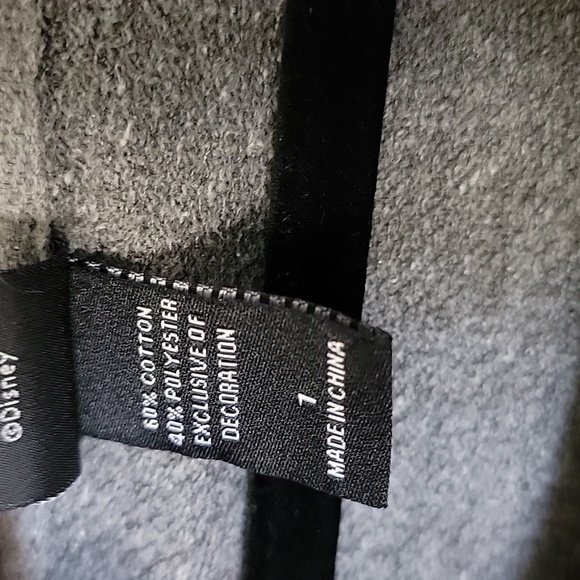 ©Disney
60% COTTON
40% POLYESTER
EXCLUSIVE OF
DECORATION
1
MADE IN CHINA